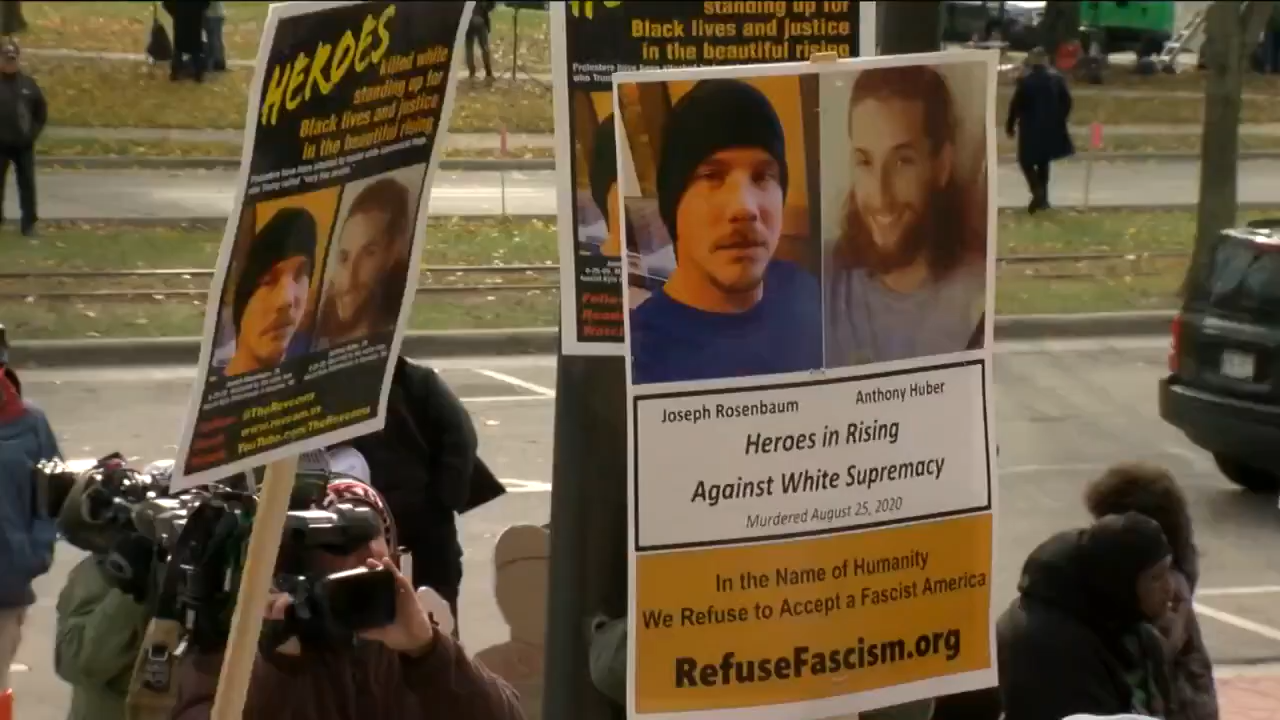 HEROES
killed while
standing up for
Black lives and justice
in the beautiful rising
#TheRevcoms
www.revcom.us
YouTube.com/TheRevcoms
standing up for
Black lives and Justice
in the beautiful rising
Joseph Rosenbaum
Anthony Huber
Heroes in Rising
Against White Supremacy
Murdered August 25, 2020
In the Name of Humanity
We Refuse to Accept a Fascist America
RefuseFascism.org